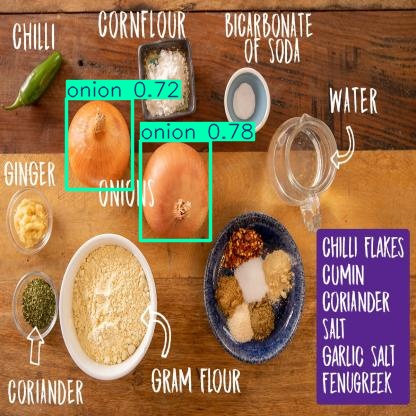 CHILLI
CORNFLOUR
BICARBONATE
OF SODA
onion 0.72
WATER
onion 0.78
GINGER
ONIONS
CHILLI FLAKES
CUMIN
CORIANDER
SALT
GARLIC SALT
FENUGREEK
GRAM FLOUR
CORIANDER